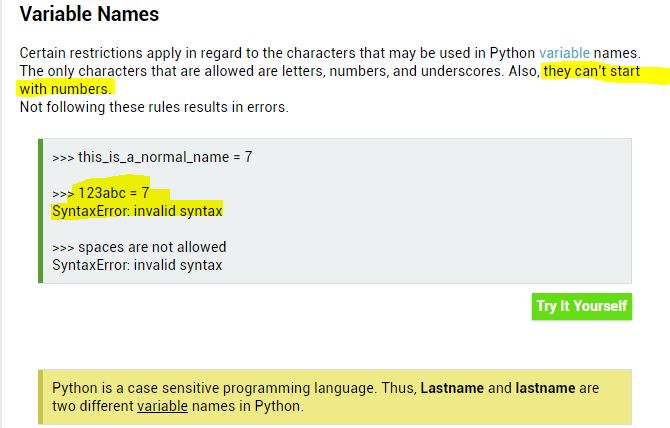 Variable Names
Certain restrictions apply in regard to the characters that may be used in Python variable names.
The only characters that are allowed are letters, numbers, and underscores. Also, they can't start
with numbers.
Not following these rules results in errors.
>>> this_is_a_normal_name = 7
>>> 123abc = 7
SyntaxError: invalid syntax
>>> spaces are not allowed
SyntaxError: invalid syntax
Try It Yourself
Python is a case sensitive programming language. Thus, Lastname and lastname are
two different variable names in Python.